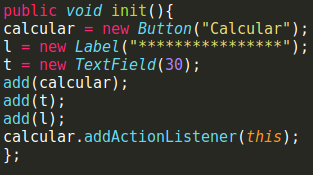 public void init(){
calcular = new Button("Calcular");
l = new Label("****************");
t = new TextField(30);
add(calcular);
add(t);
add(l);
calcular.addActionListener(this);
};